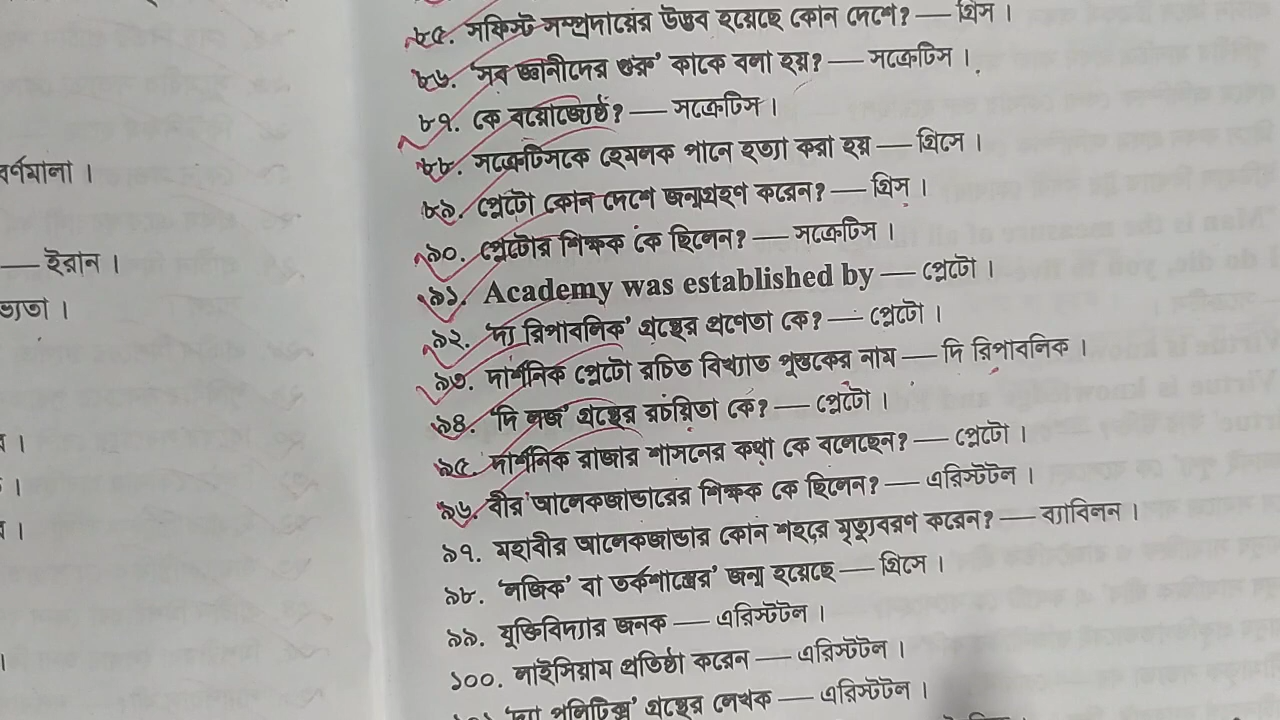 ৮৫. সফিস্ট সম্প্রদায়ের উদ্ভব হয়েছে কোন দেশে? — গ্রিস।
৮৬. 'সব জ্ঞানীদের গুরু' কাকে বলা হয়? — সক্রেটিস।
৮৭. কে বয়োজ্যেষ্ঠ? — সক্রেটিস।
৮৮. সক্রেটিসকে হেমলক পানে হত্যা করা হয় — গ্রিসে।
৮৯. প্লেটো কোন দেশে জন্মগ্রহণ করেন? — গ্রিস।
৯০. প্লেটোর শিক্ষক কে ছিলেন? — সক্রেটিস।
৯১. Academy was established by — প্লেটো।
৯২. 'দ্য রিপাবলিক' গ্রন্থের প্রণেতা কে? — প্লেটো।
৯৩. দার্শনিক প্লেটো রচিত বিখ্যাত পুস্তকের নাম — দি রিপাবলিক।
৯৪. 'দি লজ' গ্রন্থের রচয়িতা কে? — প্লেটো।
৯৫. দার্শনিক রাজার শাসনের কথা কে বলেছেন? — প্লেটো।
৯৬. বীর আলেকজান্ডারের শিক্ষক কে ছিলেন? — এরিস্টটল।
৯৭. মহাবীর আলেকজান্ডার কোন শহরে মৃত্যুবরণ করেন? — ব্যাবিলন।
৯৮. 'লজিক' বা তর্কশাস্ত্রের' জন্ম হয়েছে — গ্রিসে।
৯৯. যুক্তিবিদ্যার জনক — এরিস্টটল।
১০০. লাইসিয়াম প্রতিষ্ঠা করেন — এরিস্টটল।
১০১. 'দ্যা পলিটিক্স' গ্রন্থের লেখক — এরিস্টটল।
বর্ণমালা।
— ইরান।